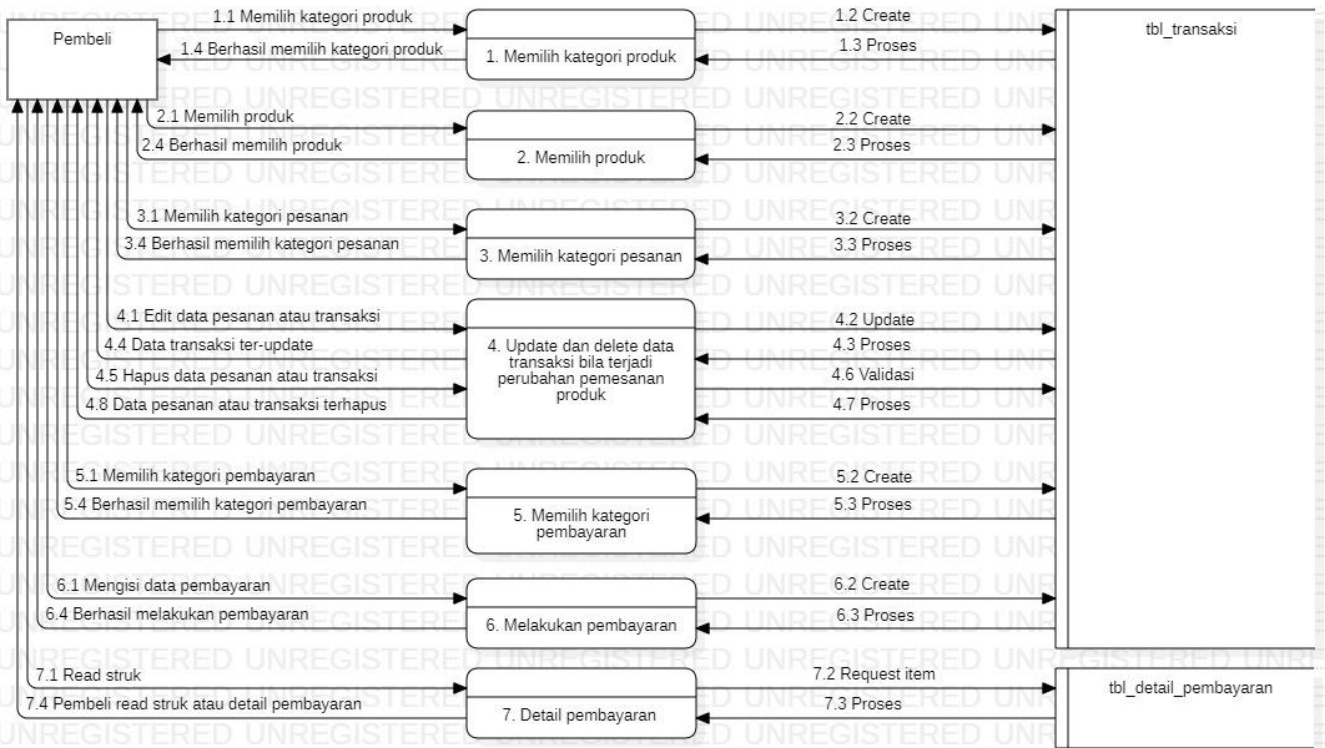 Pembeli
1.1 Memilih kategori produk
1.4 Berhasil memilih kategori produk
1. Memilih kategori produk
1.2 Create
1.3 Proses
tbl_transaksi
2.1 Memilih produk
2.4 Berhasil memilih produk
2. Memilih produk
2.2 Create
2.3 Proses
3.1 Memilih kategori pesanan
3.4 Berhasil memilih kategori pesanan
3. Memilih kategori pesanan
3.2 Create
3.3 Proses
4.1 Edit data pesanan atau transaksi
4.4 Data transaksi ter-update
4.5 Hapus data pesanan atau transaksi
4.8 Data pesanan atau transaksi terhapus
4. Update dan delete data
transaksi bila terjadi
perubahan pemesanan
produk
4.2 Update
4.3 Proses
4.6 Validasi
4.7 Proses
5.1 Memilih kategori pembayaran
5.4 Berhasil memilih kategori pembayaran
5. Memilih kategori
pembayaran
5.2 Create
5.3 Proses
6.1 Mengisi data pembayaran
6.4 Berhasil melakukan pembayaran
6. Melakukan pembayaran
6.2 Create
6.3 Proses
7.1 Read struk
7.4 Pembeli read struk atau detail pembayaran
7. Detail pembayaran
7.2 Request item
7.3 Proses
tbl_detail_pembayaran
UNREGISTERED